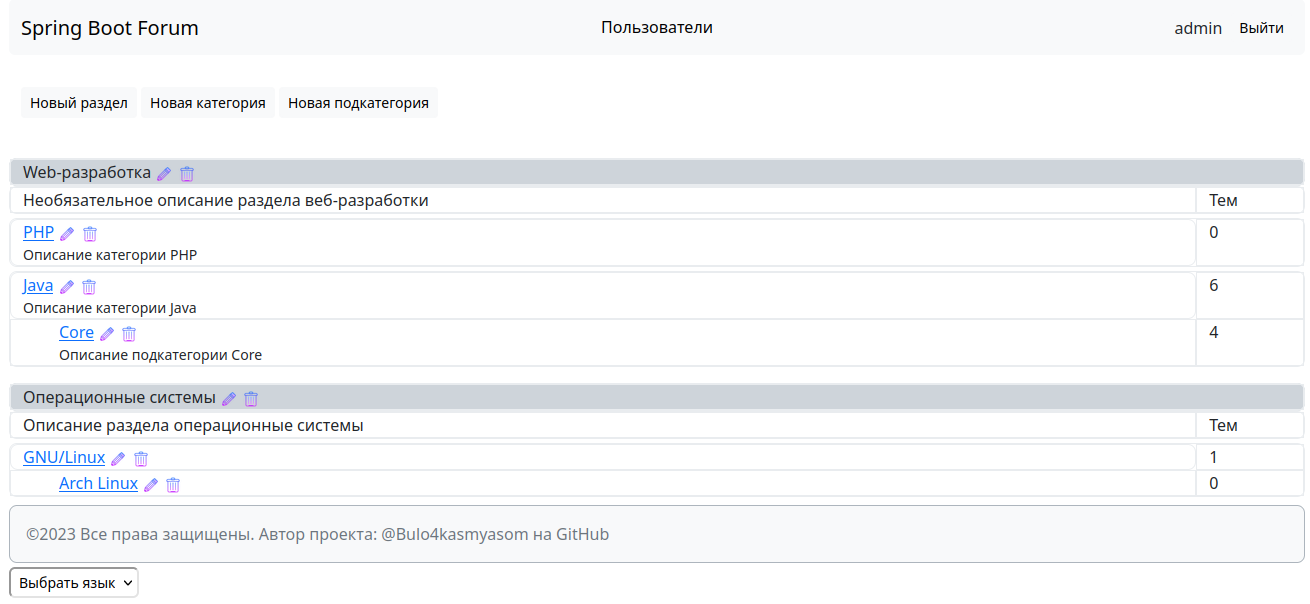 Spring Boot Forum Пользователи admin Выйти
Новый раздел Новая категория Новая подкатегория
Web-разработка
Необязательное описание раздела веб-разработки Тем
PHP 0
Описание категории PHP
Java 6
Описание категории Java
Core 4
Описание подкатегории Core
Операционные системы
Описание раздела операционные системы Тем
GNU/Linux 1
Arch Linux 0
©2023 Все права защищены. Автор проекта: @Bulo4kasmyasom на GitHub
Выбрать язык